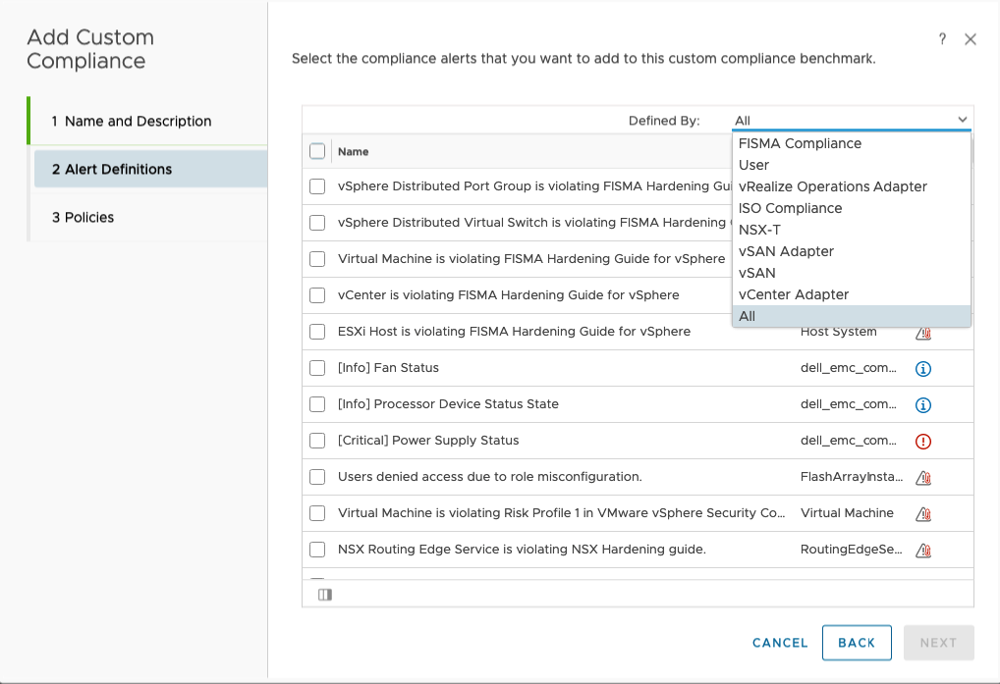 Add Custom
Compliance
1 Name and Description
2 Alert Definitions
3 Policies
?
Select the compliance alerts that you want to add to this custom compliance benchmark.
Defined By: All
FISMA Compliance
User
vRealize Operations Adapter
ISO Compliance
NSX-T
vSAN Adapter
vSAN
vCenter Adapter
All
Name
vSphere Distributed Port Group is violating FISMA Hardening Gui
vSphere Distributed Virtual Switch is violating FISMA Hardening
Virtual Machine is violating FISMA Hardening Guide for vSphere
vCenter is violating FISMA Hardening Guide for vSphere
ESXi Host is violating FISMA Hardening Guide for vSphere Host System
[Info] Fan Status dell_emc_com...
[Info] Processor Device Status State dell_emc_com...
[Critical] Power Supply Status dell_emc_com...
Users denied access due to role misconfiguration. FlashArrayInsta...
Virtual Machine is violating Risk Profile 1 in VMware vSphere Security Co... Virtual Machine
NSX Routing Edge Service is violating NSX Hardening guide. RoutingEdgeSe...
CANCEL BACK NEXT